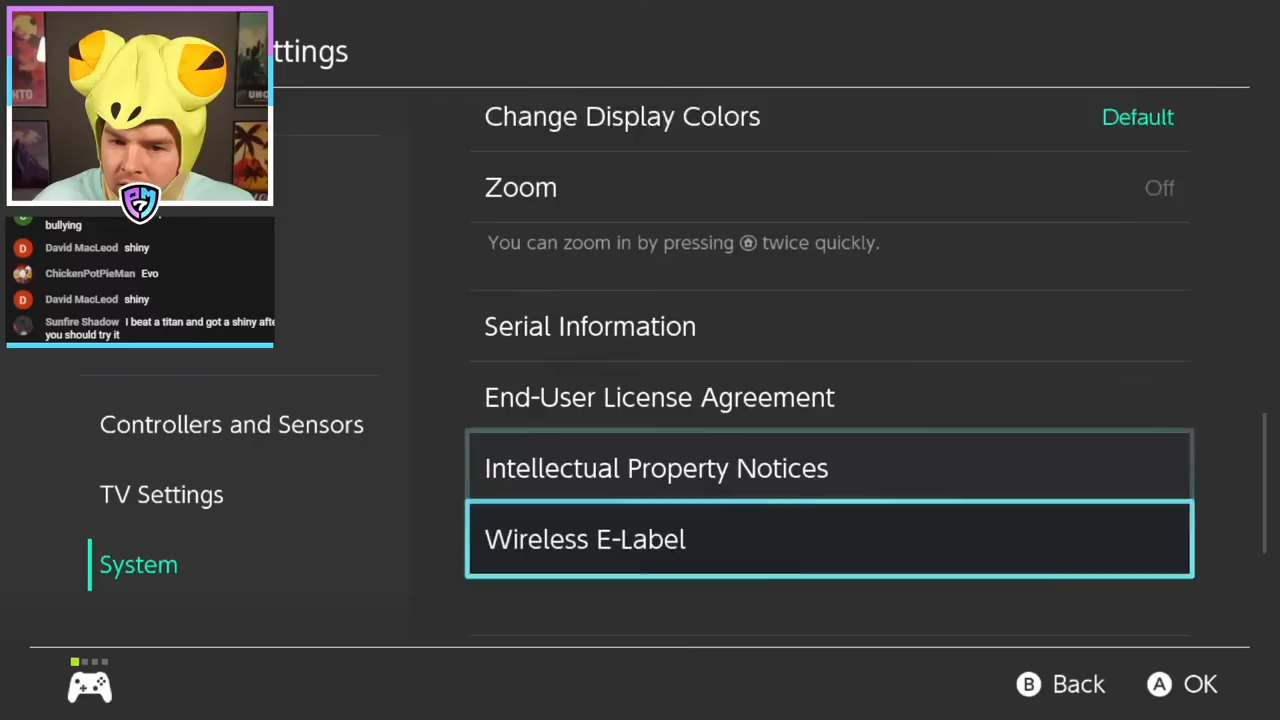 ttings
Change Display Colors
Default
Zoom
Off
You can zoom in by pressing twice quickly.
Serial Information
End-User License Agreement
Intellectual Property Notices
Wireless E-Label
Controllers and Sensors
TV Settings
System
B Back
A OK
bullying
D David MacLeod shiny
ChickenPotPieMan Evo
D David MacLeod shiny
Sunfire Shadow I beat a titan and got a shiny afte
you should try it